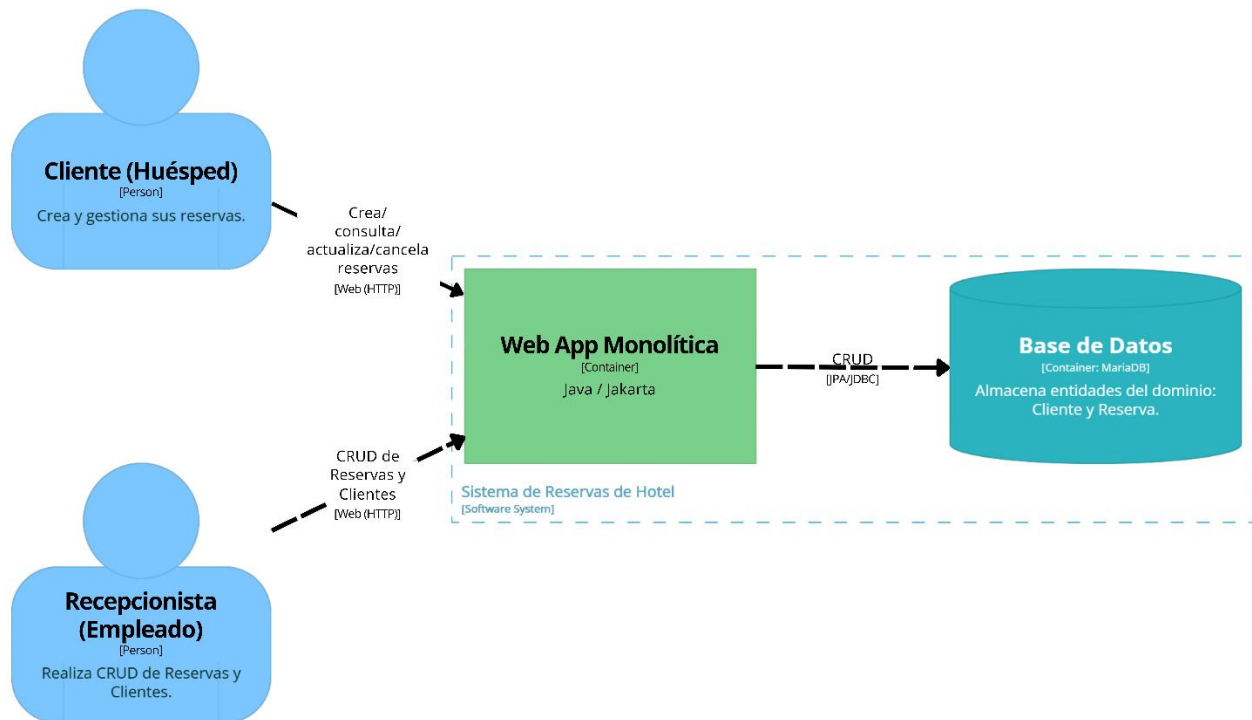 Cliente (Huésped)
[Person]
Crea y gestiona sus reservas.
Crea/
consulta/
actualiza/cancela
reservas
[Web (HTTP)]
Web App Monolítica
[Container]
Java / Jakarta
CRUD
[JPA/JDBC]
Base de Datos
[Container: MariaDB]
Almacena entidades del dominio:
Cliente y Reserva.
CRUD de
Reservas y
Clientes
[Web (HTTP)]
Sistema de Reservas de Hotel
[Software System]
Recepcionista
(Empleado)
[Person]
Realiza CRUD de Reservas y
Clientes.